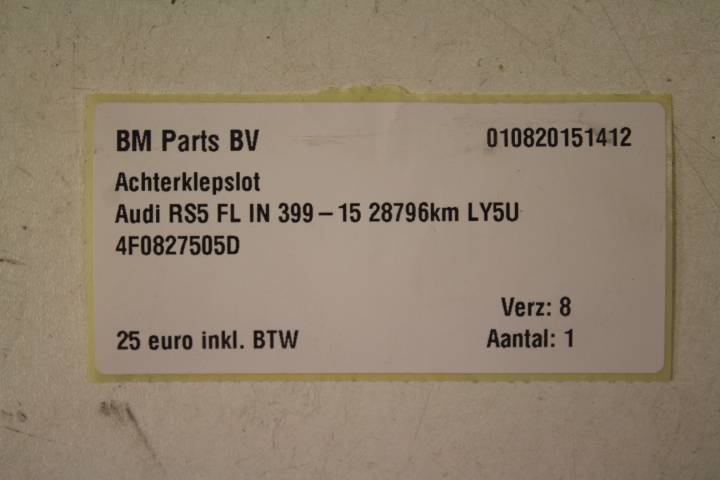 BM Parts BV 010820151412
Achterklepslot
Audi RS5 FL IN 399-15 28796km LY5U
4F0827505D
Verz: 8
25 euro inkl. BTW Aantal: 1